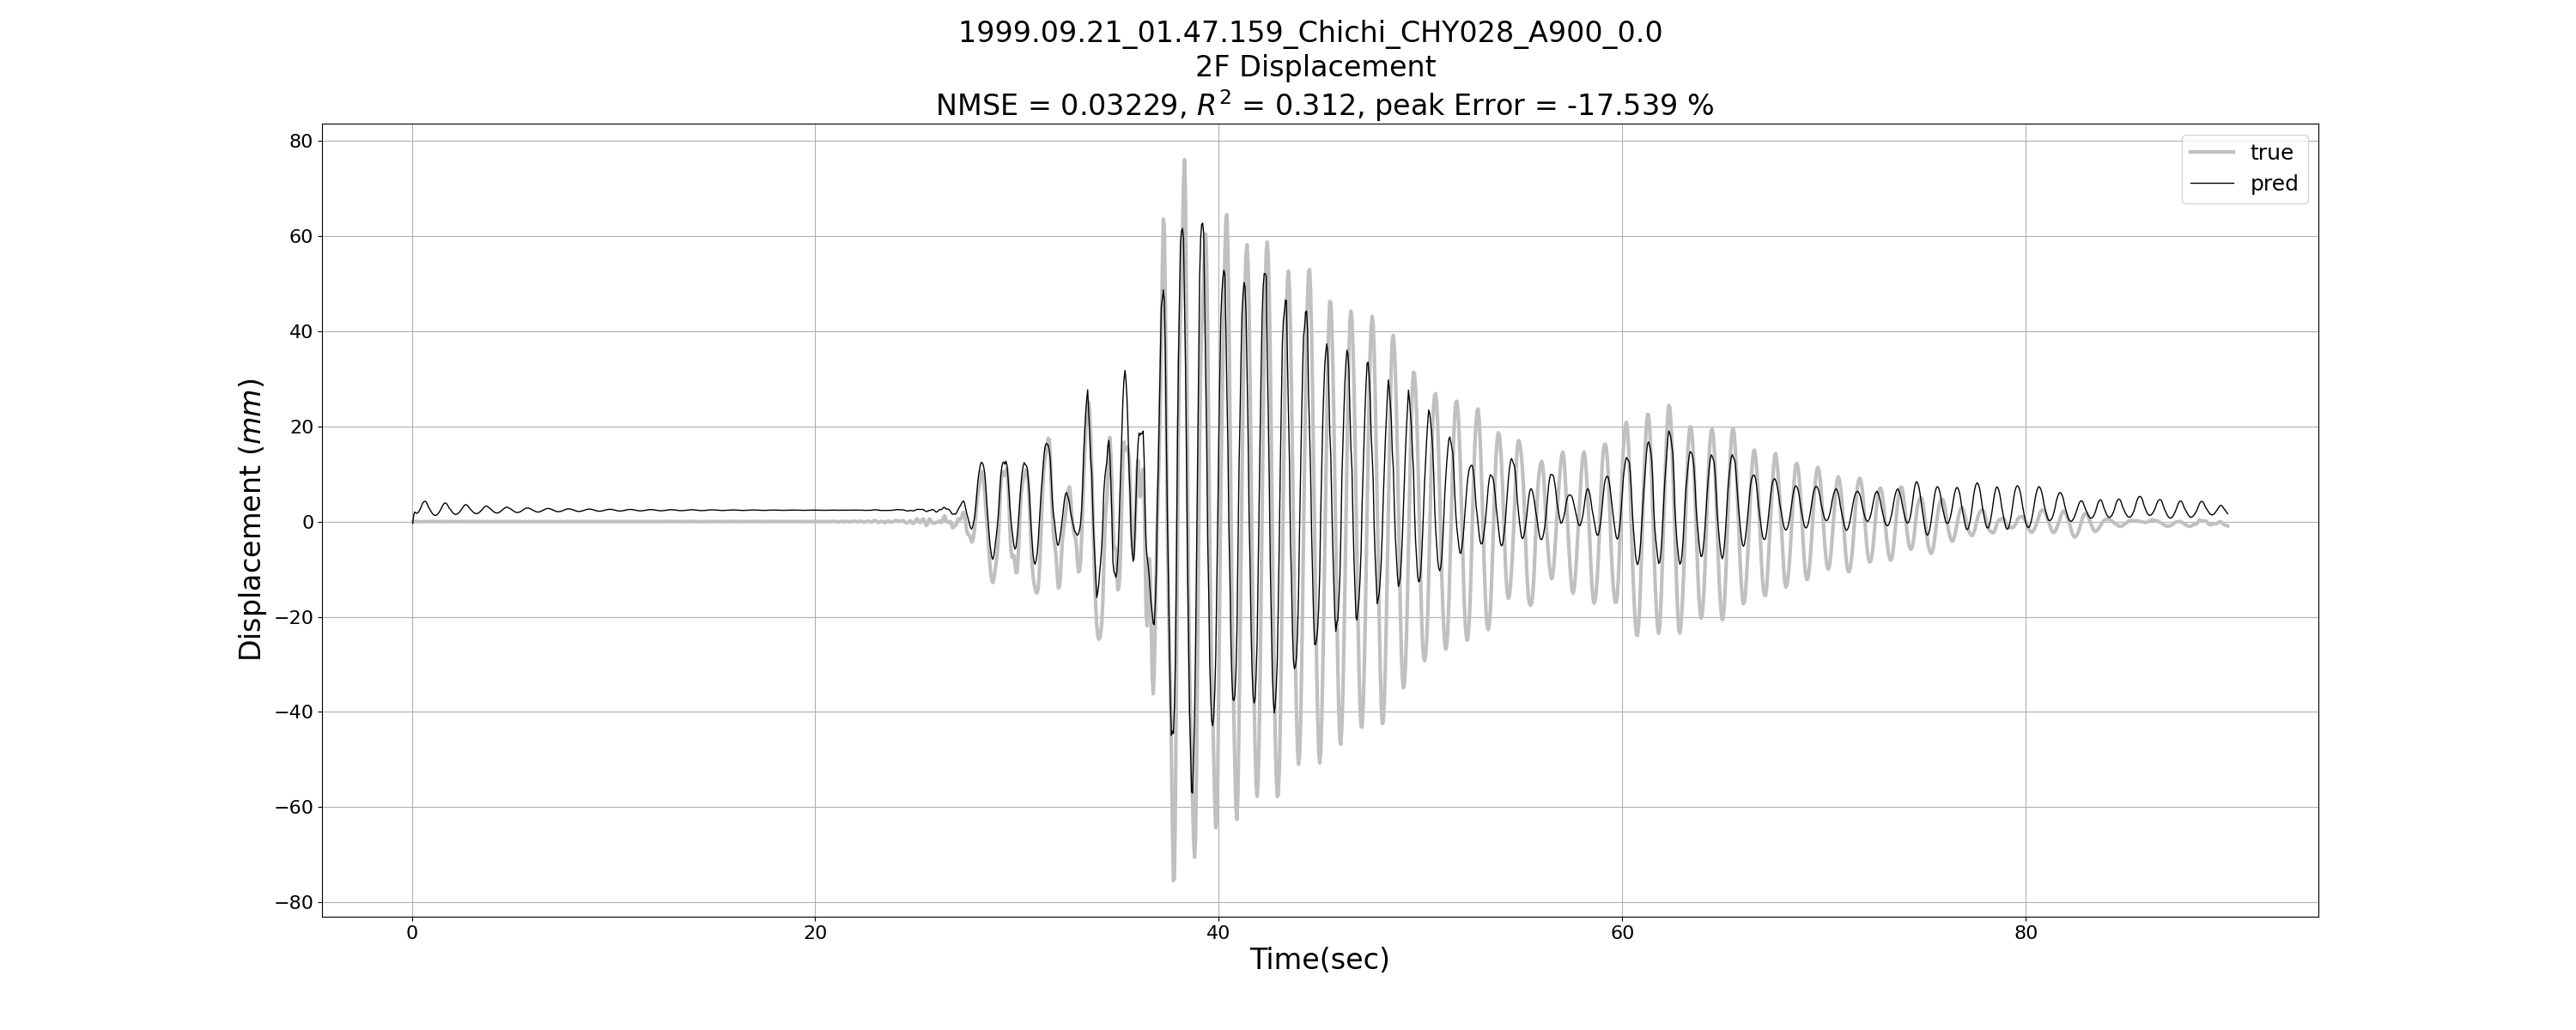 1999.09.21_01.47.159_Chichi_CHY028_A900_0.0
2F Displacement
NMSE = 0.03229, R² = 0.312, peak Error = -17.539 %
true
pred
Displacement (mm)
80
60
40
20
0
−20
−40
−60
−80
0 20 40 60 80
Time(sec)